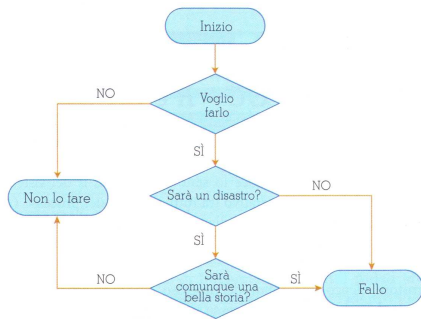 Inizio
NO
Voglio
farlo
SÌ
Non lo fare
Sarà un disastro?
NO
SÌ
NO
Sarà
comunque una
bella storia?
SÌ
Fallo